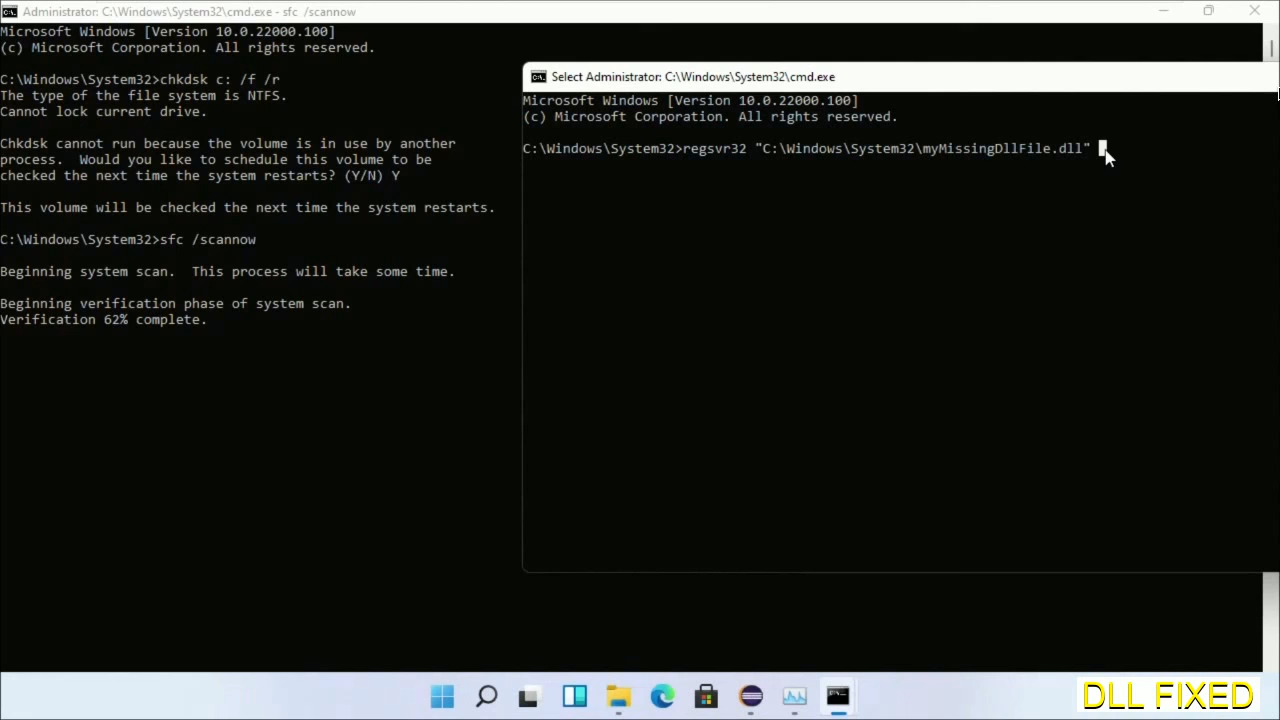 Administrator: C:\Windows\System32\cmd.exe - sfc  /scannow
Microsoft Windows [Version 10.0.22000.100]
(c) Microsoft Corporation. All rights reserved.
C:\Windows\System32>chkdsk c: /f /r
The type of the file system is NTFS.
Cannot lock current drive.
Chkdsk cannot run because the volume is in use by another
process.  Would you like to schedule this volume to be
checked the next time the system restarts? (Y/N) Y
This volume will be checked the next time the system restarts.
C:\Windows\System32>sfc /scannow
Beginning system scan.  This process will take some time.
Beginning verification phase of system scan.
Verification 62% complete.
Select Administrator: C:\Windows\System32\cmd.exe
Microsoft Windows [Version 10.0.22000.100]
(c) Microsoft Corporation. All rights reserved.
C:\Windows\System32>regsvr32 "C:\Windows\System32\myMissingDllFile.dll"
DLL FIXED